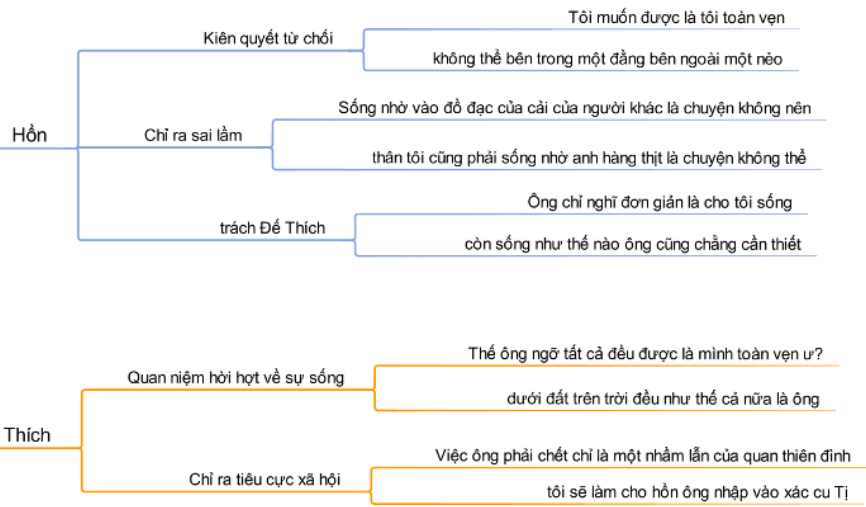 Tôi muốn được là tôi toàn vẹn
Kiên quyết từ chối
không thể bên trong một đằng bên ngoài một nẻo
Sống nhờ vào đồ đạc của cải của người khác là chuyện không nên
Hồn
Chỉ ra sai lầm
thân tôi cũng phải sống nhờ anh hàng thịt là chuyện không thể
Ông chỉ nghĩ đơn giản là cho tôi sống
trách Đế Thích
còn sống như thế nào ông cũng chẳng cần thiết
Thế ông ngỡ tất cả đều được là mình toàn vẹn ư?
Quan niệm hời hợt về sự sống
dưới đất trên trời đều như thế cả nữa là ông
Thích
Việc ông phải chết chỉ là một nhầm lẫn của quan thiên đình
Chỉ ra tiêu cực xã hội
tôi sẽ làm cho hồn ông nhập vào xác cu Tị